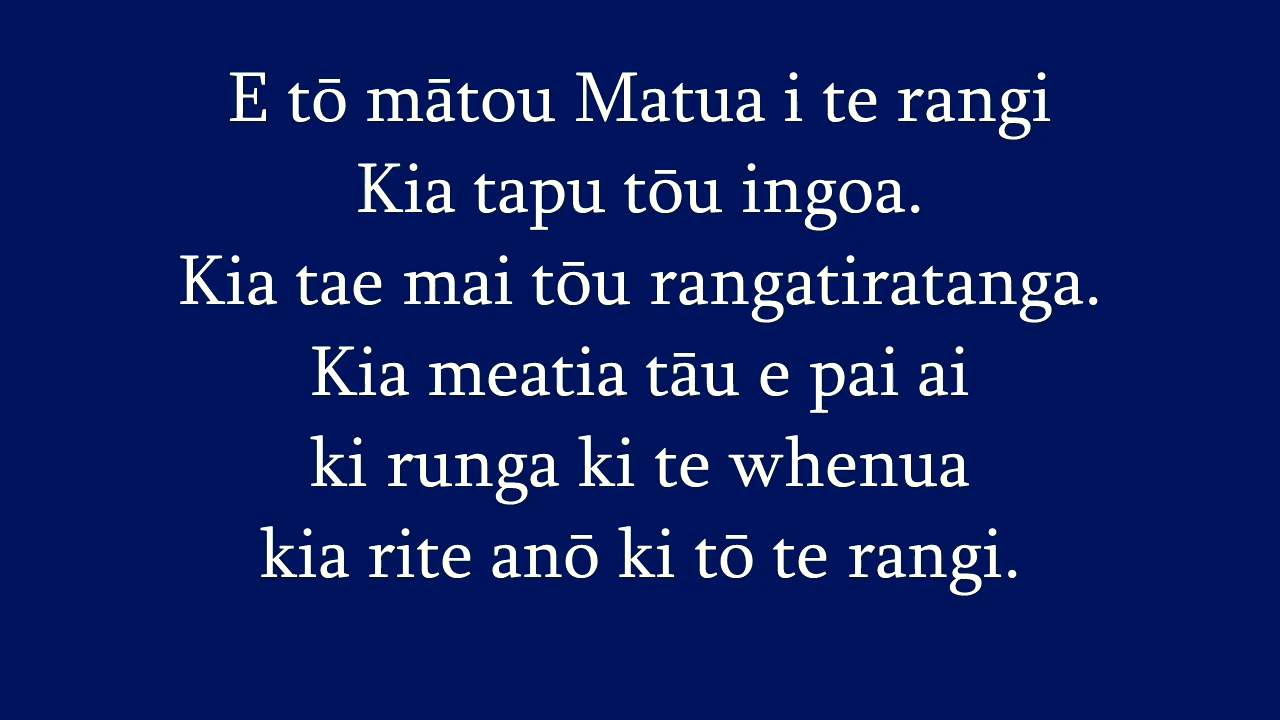 E tō mātou Matua i te rangi
Kia tapu tōu ingoa.
Kia tae mai tōu rangatiratanga.
Kia meatia tāu e pai ai
ki runga ki te whenua
kia rite anō ki tō te rangi.